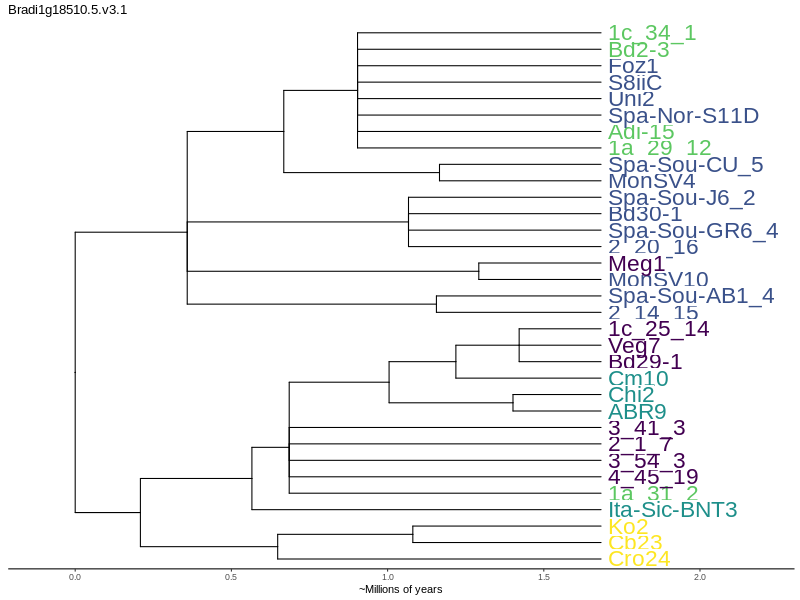 Bradi1g18510.5.v3.1
1c_34_1
Bd2-3
Foz1
S8iiC
Uni2
Spa-Nor-S11D
Adi-15
1a_29_12
Spa-Sou-CU_5
MonSV4
Spa-Sou-J6_2
Bd30-1
Spa-Sou-GR6_4
2_20_16
Meg1
MonSV10
Spa-Sou-AB1_4
2_14_15
1c_25_14
Veg7
Bd29-1
Cm10
Chi2
ABR9
3_41_3
2_1_7
3_54_3
4_45_19
1a_31_2
Ita-Sic-BNT3
Ko2
Cb23
Cro24
0.0 0.5 1.0 1.5 2.0
~Millions of years